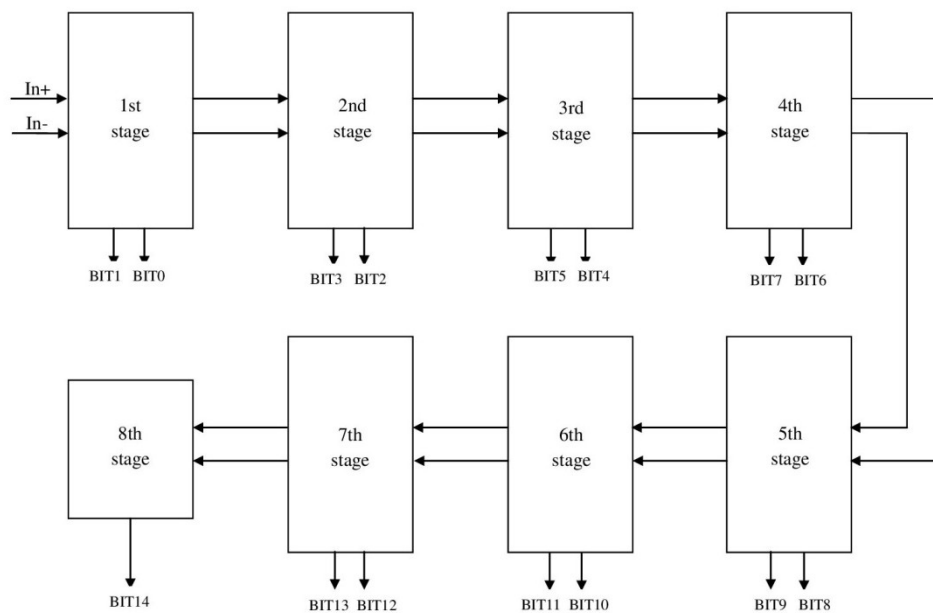 In+
In-
1st
stage
2nd
stage
3rd
stage
4th
stage
BIT1 BIT0
BIT3 BIT2
BIT5 BIT4
BIT7 BIT6
8th
stage
7th
stage
6th
stage
5th
stage
BIT14
BIT13 BIT12
BIT11 BIT10
BIT9 BIT8